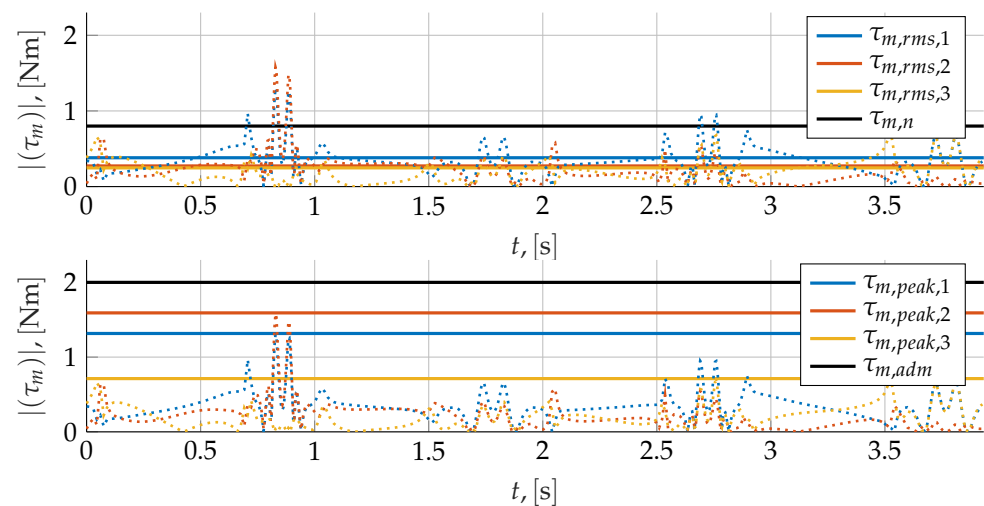 2
1
0
|(τm)|, [Nm]
τm,rms,1
τm,rms,2
τm,rms,3
τm,n
0 0.5 1 1.5 2 2.5 3 3.5
t, [s]
2
1
0
|(τm)|, [Nm]
τm,peak,1
τm,peak,2
τm,peak,3
τm,adm
0 0.5 1 1.5 2 2.5 3 3.5
t, [s]